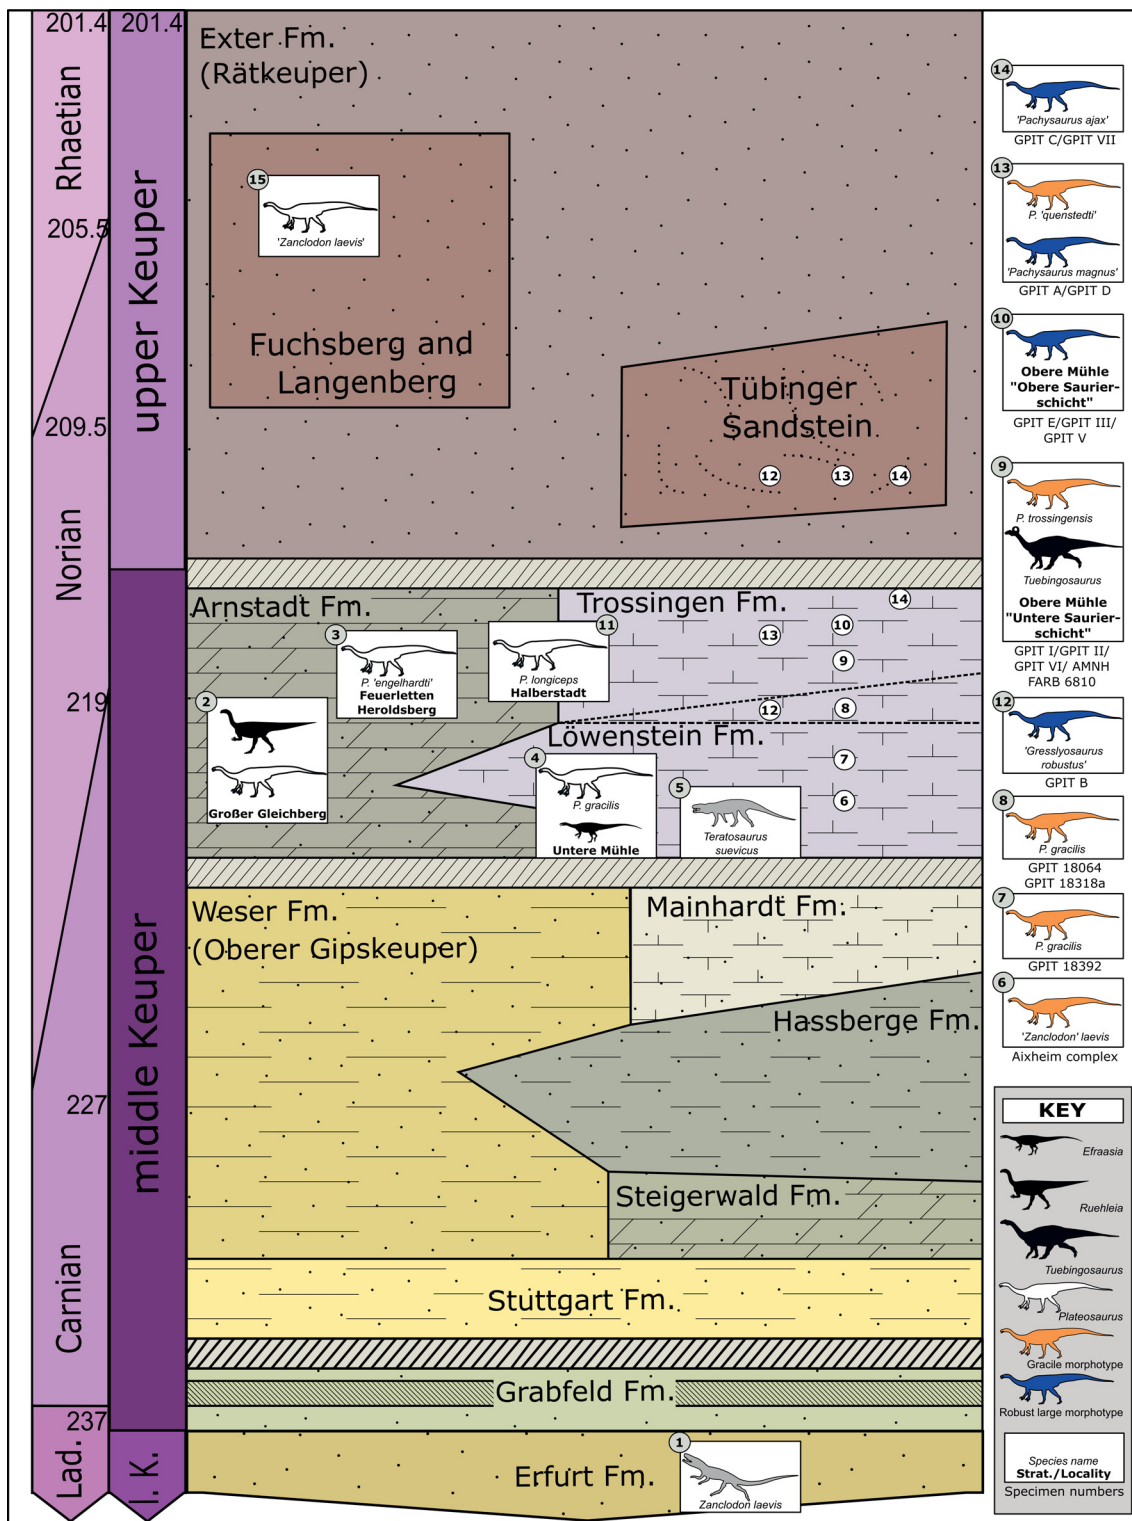 201.4
201.4
Rhaetian
205.5
209.5
Norian
219
227
Carnian
237
Lad.
upper Keuper
middle Keuper
l. K.
Exter Fm.
(Rätkeuper)
15
'Zanclodon laevis'
Fuchsberg and
Langenberg
Tübinger
Sandstein
12
13
14
Arnstadt Fm.
Trossingen Fm.
14
3
P. 'engelhardti'
Feuerletten
Heroldsberg
11
P. longiceps
Halberstadt
10
13
9
2
Großer Gleichberg
12
8
Löwenstein Fm.
4
P. gracilis
Untere Mühle
5
Teratosaurus
suevicus
7
6
Weser Fm.
(Oberer Gipskeuper)
Mainhardt Fm.
Hassberge Fm.
Steigerwald Fm.
Stuttgart Fm.
Grabfeld Fm.
Erfurt Fm.
1
Zanclodon laevis
14
'Pachysaurus ajax'
GPIT C/GPIT VII
13
P. 'quenstedti'
'Pachysaurus magnus'
GPIT A/GPIT D
10
Obere Mühle
"Obere Saurier-
schicht"
GPIT E/GPIT III/
GPIT V
9
P. trossingensis
Tuebingosaurus
Obere Mühle
"Untere Saurier-
schicht"
GPIT I/GPIT II/
GPIT VI/ AMNH
FARB 6810
12
'Gresslyosaurus
robustus'
GPIT B
8
P. gracilis
GPIT 18064
GPIT 18318a
7
P. gracilis
GPIT 18392
6
'Zanclodon' laevis
Aixheim complex
KEY
Efraasia
Ruehleia
Tuebingosaurus
Plateosaurus
Gracile morphotype
Robust large morphotype
Species name
Strat./Locality
Specimen numbers